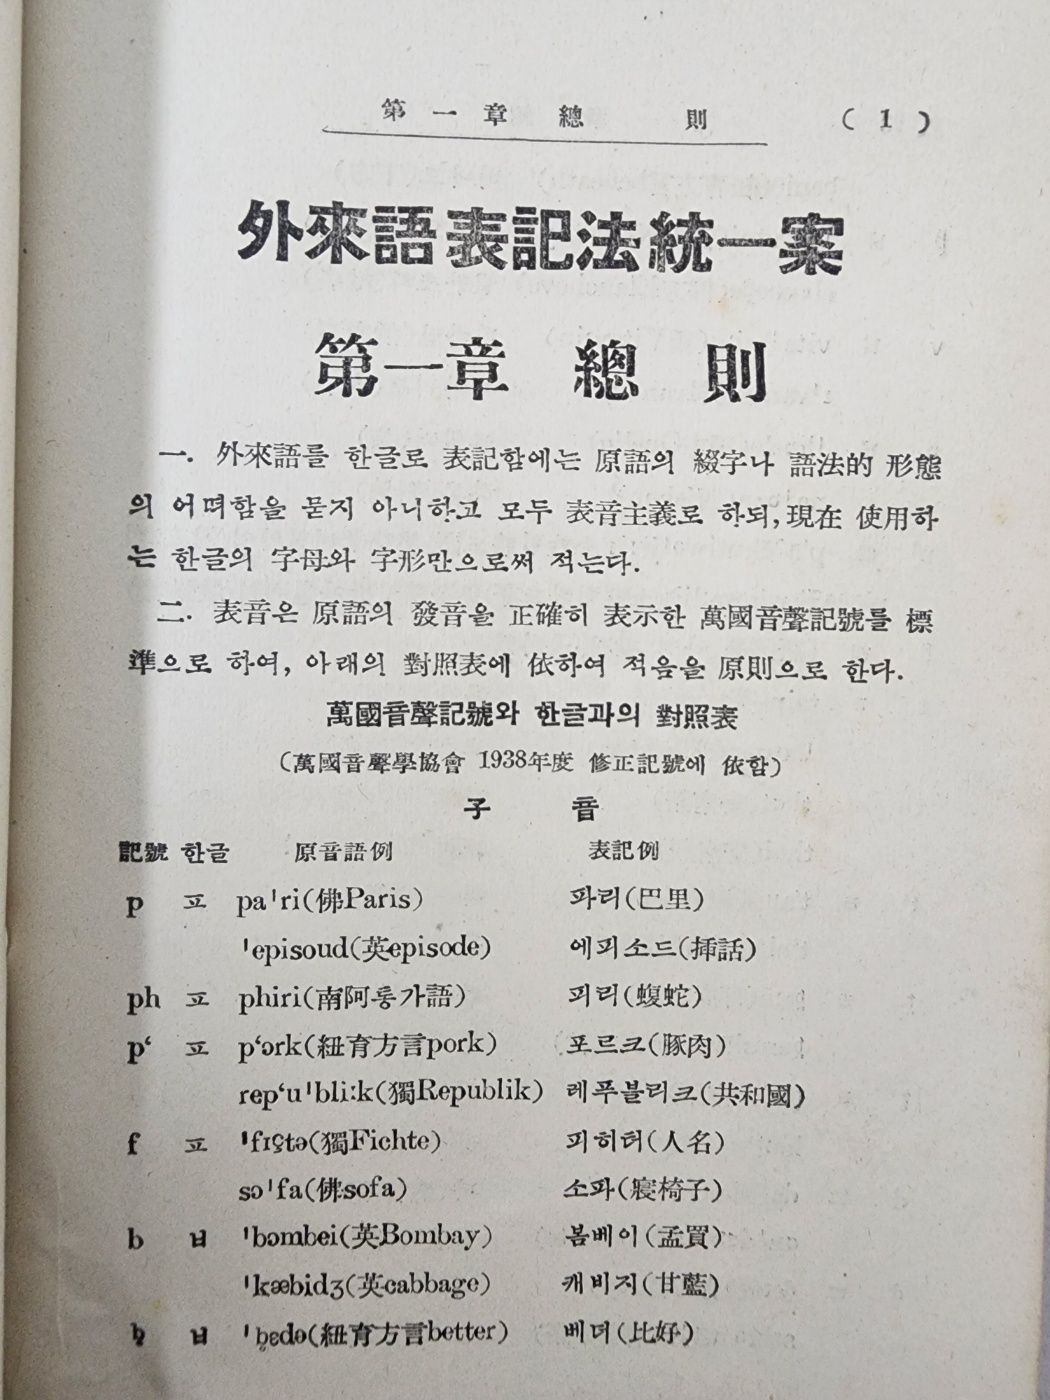 第一章 總 則 (1)
外來語表記法統一案
第一章 總 則
一. 外來語를 한글로 表記함에는 原語의 綴字나 語法的 形態
의 어떠함을 묻지 아니하고 모두 表音主義로 하되, 現在 使用하
는 한글의 字母와 字形만으로써 적는다.
二. 表音은 原語의 發音을 正確히 表示한 萬國音聲記號를 標
準으로 하여, 아래의 對照表에 依하여 적음을 原則으로 한다.
萬國音聲記號와 한글과의 對照表
(萬國音聲學協會 1938年度 修正記號에 依함)
子 音
記號 한글 原音語例 表記例
p ㅍ paˈri(佛Paris) 파리(巴里)
ˈepisoud(英episode) 에피소드(揷話)
ph ㅍ phiri(南阿통가語) 피리(蝮蛇)
pʻ ㅍ pʻɔrk(紐育方言pork) 포르크(豚肉)
repʻuˈbliːk(獨Republik) 레푸블리크(共和國)
f ㅍ ˈfɪçtə(獨Fichte) 피히터(人名)
sɔˈfa(佛sofa) 소파(寢椅子)
b ㅂ ˈbɔmbei(英Bombay) 봄베이(孟買)
ˈkæbidʒ(英cabbage) 캐비지(甘藍)
b̥ ㅂ ˈb̥edə(紐育方言better) 베더(比好)